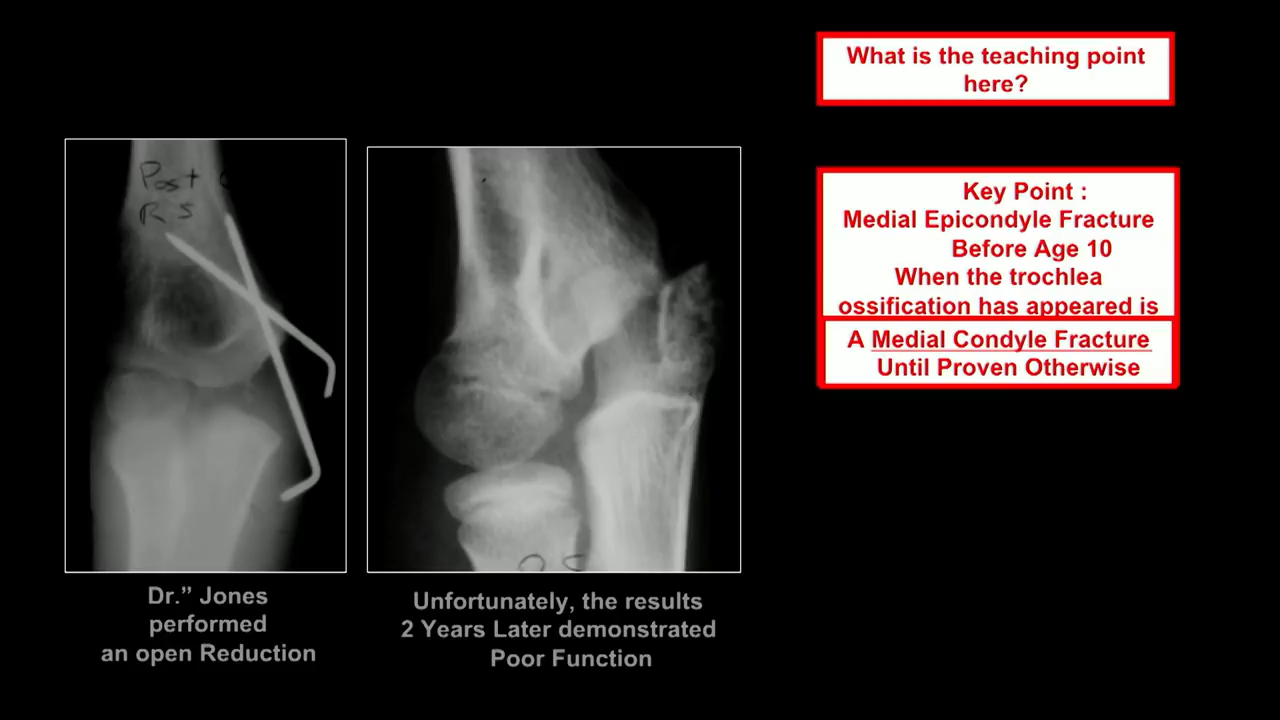 What is the teaching point
here?
Post
R S
Key Point :
Medial Epicondyle Fracture
Before Age 10
When the trochlea
ossification has appeared is
A Medial Condyle Fracture
Until Proven Otherwise
Dr.” Jones
performed
an open Reduction
Unfortunately, the results
2 Years Later demonstrated
Poor Function